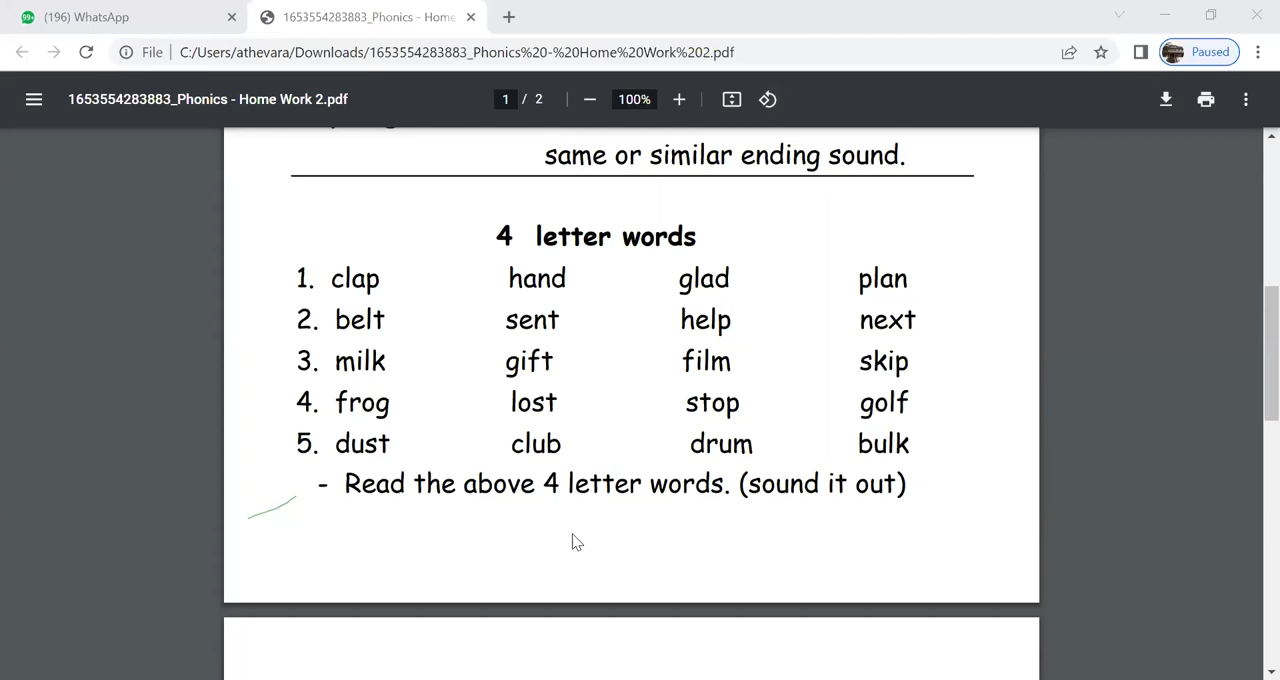 (196) WhatsApp
1653554283883_Phonics - Home
File C:/Users/athevara/Downloads/1653554283883_Phonics%20-%20Home%20Work%202.pdf
Paused
1653554283883_Phonics - Home Work 2.pdf
1 / 2
100%
same or similar ending sound.
4 letter words
1. clap hand glad plan
2. belt sent help next
3. milk gift film skip
4. frog lost stop golf
5. dust club drum bulk
- Read the above 4 letter words. (sound it out)